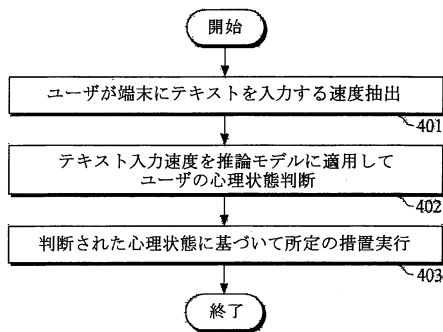 開始
ユーザが端末にテキストを入力する速度抽出
401
テキスト入力速度を推論モデルに適用して
ユーザの心理状態判断
402
判断された心理状態に基づいて所定の措置実行
403
終了